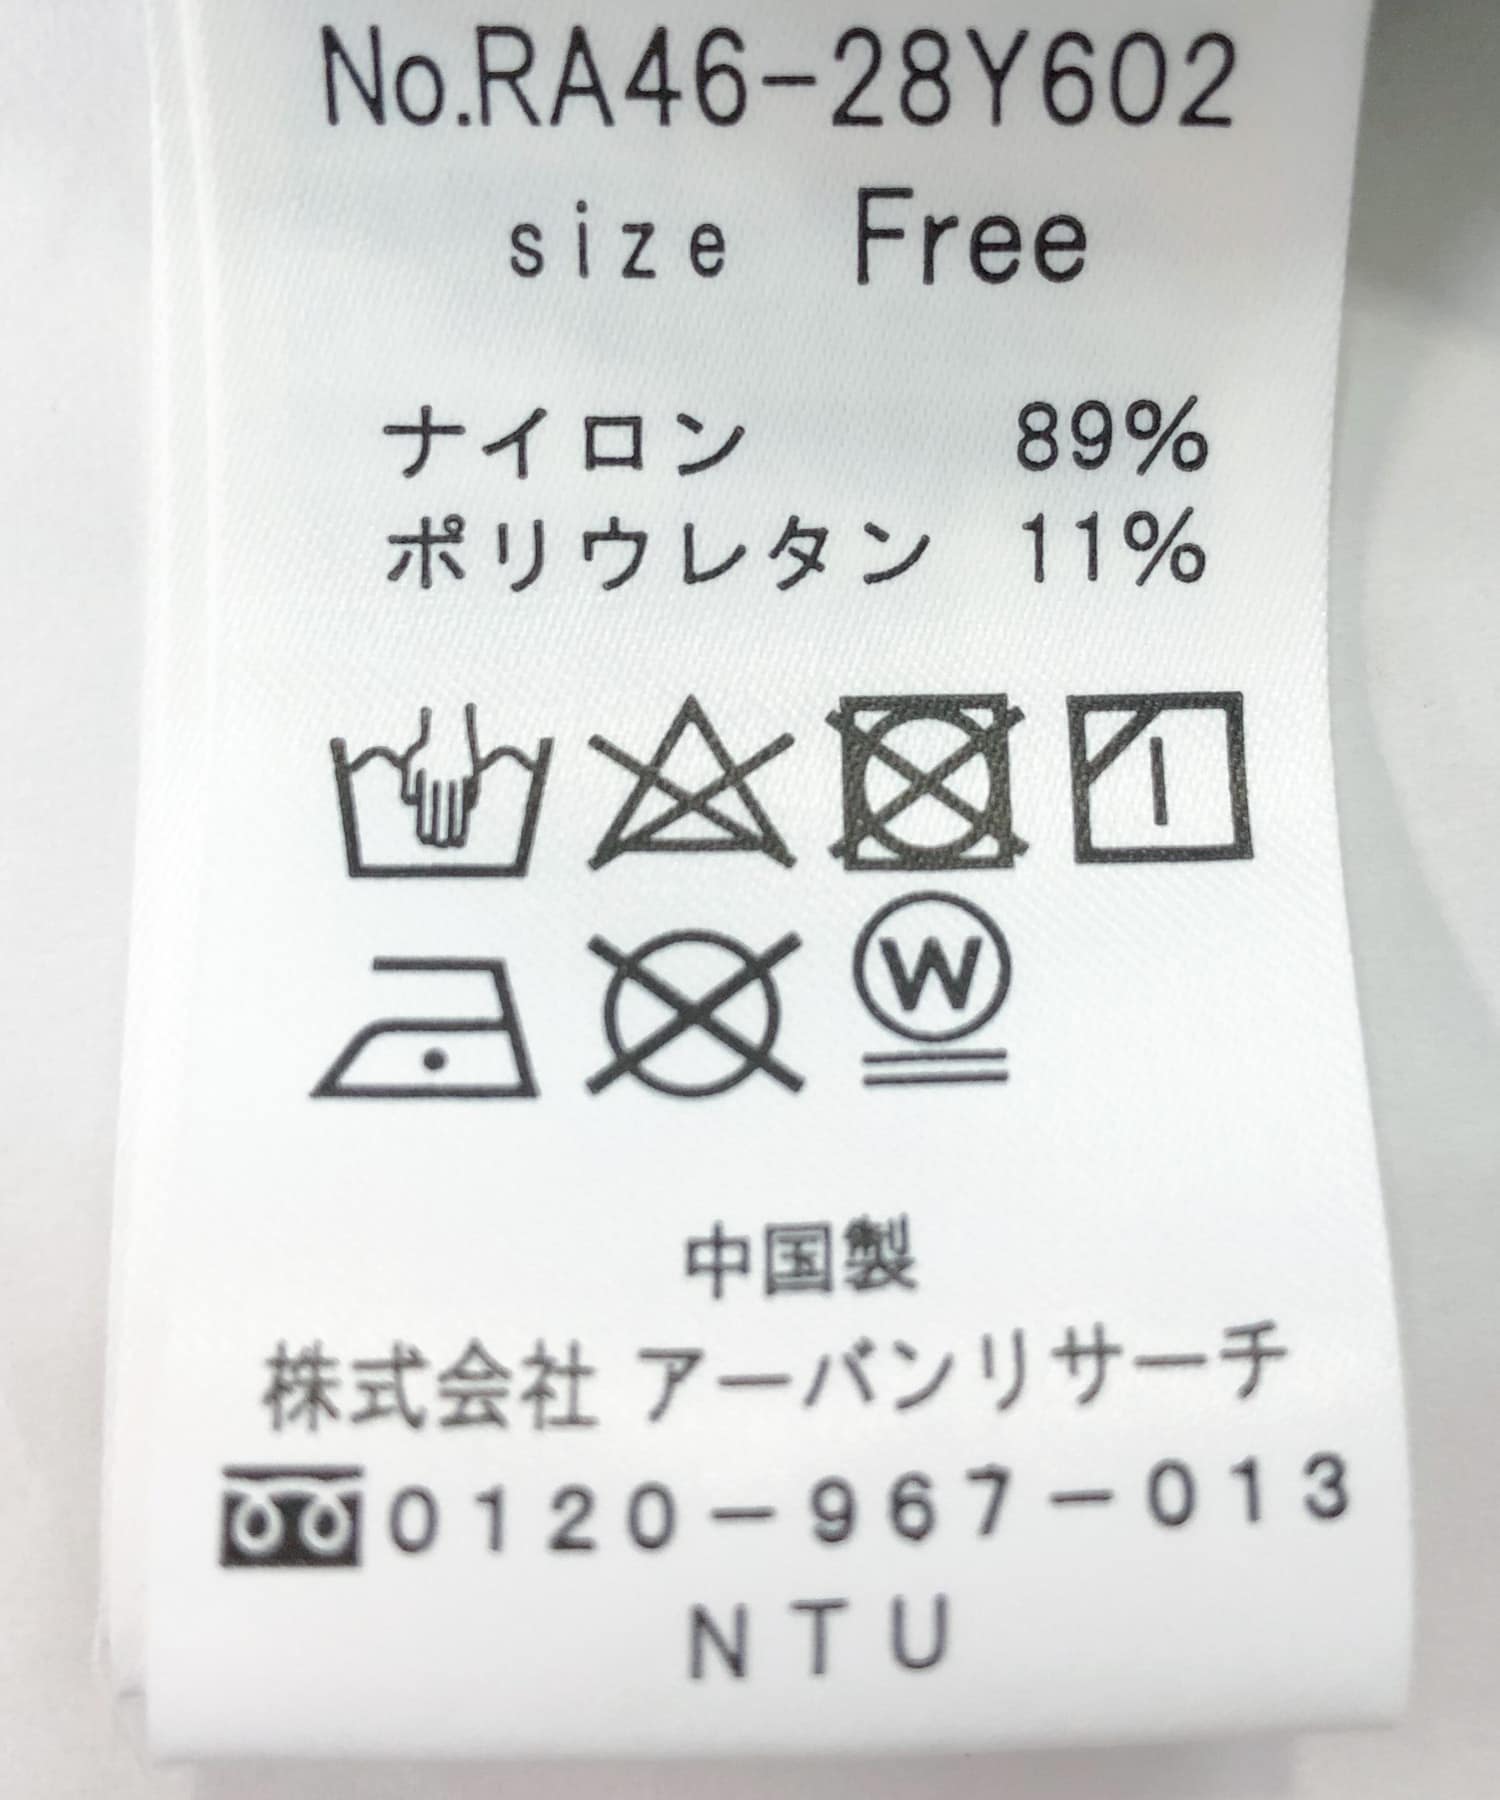 No.RA46-28Y602
size Free
ナイロン 89%
ポリウレタン 11%
W
中国製
株式会社 アーバンリサーチ
0120-967-013
NTU